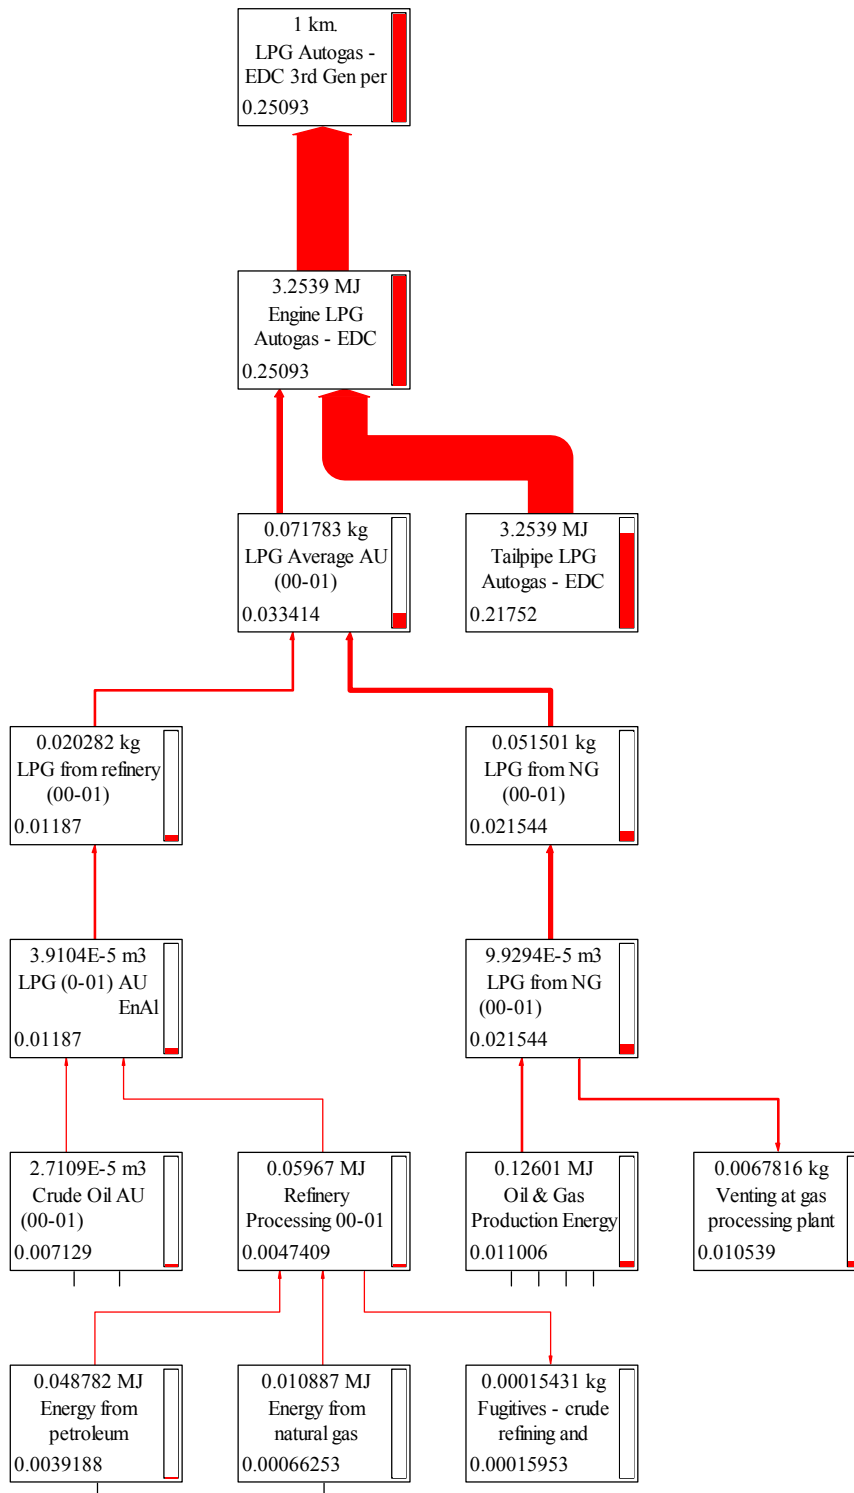 1 km.
LPG Autogas -
EDC 3rd Gen per
0.25093
3.2539 MJ
Engine LPG
Autogas - EDC
0.25093
0.071783 kg
LPG Average AU
(00-01)
0.033414
3.2539 MJ
Tailpipe LPG
Autogas - EDC
0.21752
0.020282 kg
LPG from refinery
(00-01)
0.01187
0.051501 kg
LPG from NG
(00-01)
0.021544
3.9104E-5 m3
LPG (0-01) AU
EnAl
0.01187
9.9294E-5 m3
LPG from NG
(00-01)
0.021544
2.7109E-5 m3
Crude Oil AU
(00-01)
0.007129
0.05967 MJ
Refinery
Processing 00-01
0.0047409
0.12601 MJ
Oil & Gas
Production Energy
0.011006
0.0067816 kg
Venting at gas
processing plant
0.010539
0.048782 MJ
Energy from
petroleum
0.0039188
0.010887 MJ
Energy from
natural gas
0.00066253
0.00015431 kg
Fugitives - crude
refining and
0.00015953